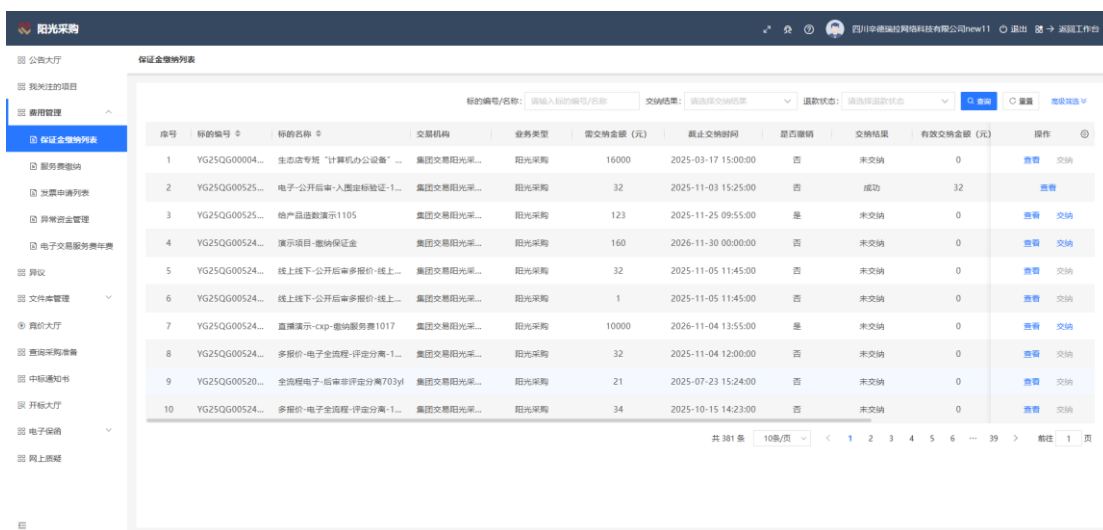 阳光采购
四川辛德瑞拉网络科技有限公司new11 退出 返回工作台
公告大厅
我关注的项目
费用管理
保证金缴纳列表
服务费缴纳
发票申请列表
异常资金管理
电子交易服务费年费
异议
文件库管理
竞价大厅
查询采购准备
中标通知书
开标大厅
电子保函
网上质疑
保证金缴纳列表
标的编号/名称: 请输入标的编号/名称 交纳结果: 请选择交纳结果 退款状态: 请选择退款状态 查询 重置 高级筛选
序号 标的编号 标的名称 交易机构 业务类型 需交纳金额 (元) 截止交纳时间 是否撤销 交纳结果 有效交纳金额 (元) 操作
1 YG25QG00004... 生态店专班“计算机办公设备”... 集团交易阳光采... 阳光采购 16000 2025-03-17 15:00:00 否 未交纳 0 查看 交纳
2 YG25QG00525... 电子-公开后审-入围定标验证-1... 集团交易阳光采... 阳光采购 32 2025-11-03 15:25:00 否 成功 32 查看
3 YG25QG00525... 给产品造数演示1105 集团交易阳光采... 阳光采购 123 2025-11-25 09:55:00 是 未交纳 0 查看 交纳
4 YG25QG00524... 演示项目-缴纳保证金 集团交易阳光采... 阳光采购 160 2026-11-30 00:00:00 否 未交纳 0 查看 交纳
5 YG25QG00524... 线上线下-公开后审多报价-线上... 集团交易阳光采... 阳光采购 32 2025-11-05 11:45:00 否 未交纳 0 查看 交纳
6 YG25QG00524... 线上线下-公开后审多报价-线上... 集团交易阳光采... 阳光采购 1 2025-11-05 11:45:00 否 未交纳 0 查看 交纳
7 YG25QG00524... 直播演示-cxp-缴纳服务费1017 集团交易阳光采... 阳光采购 10000 2026-11-04 13:55:00 是 未交纳 0 查看 交纳
8 YG25QG00524... 多报价-电子全流程-评定分离-1... 集团交易阳光采... 阳光采购 32 2025-11-04 12:00:00 否 未交纳 0 查看 交纳
9 YG25QG00520... 全流程电子-后审非评定分离703yl 集团交易阳光采... 阳光采购 21 2025-07-23 15:24:00 否 未交纳 0 查看 交纳
10 YG25QG00524... 多报价-电子全流程-评定分离-1... 集团交易阳光采... 阳光采购 34 2025-10-15 14:23:00 否 未交纳 0 查看 交纳
共 381 条 10条/页 < 1 2 3 4 5 6 ... 39 > 前往 1 页